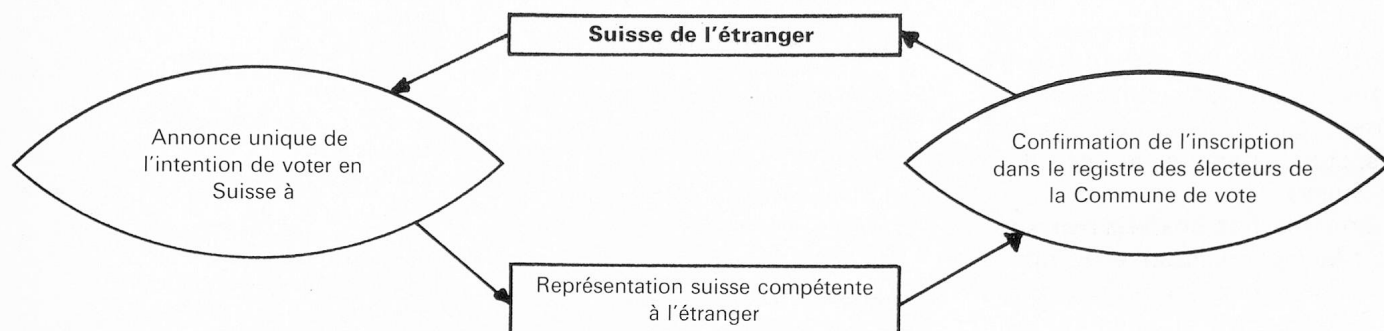 Suisse de l'étranger
Annonce unique de
l'intention de voter en
Suisse à
Confirmation de l'inscription
dans le registre des électeurs de
la Commune de vote
Représentation suisse compétente
à l'étranger